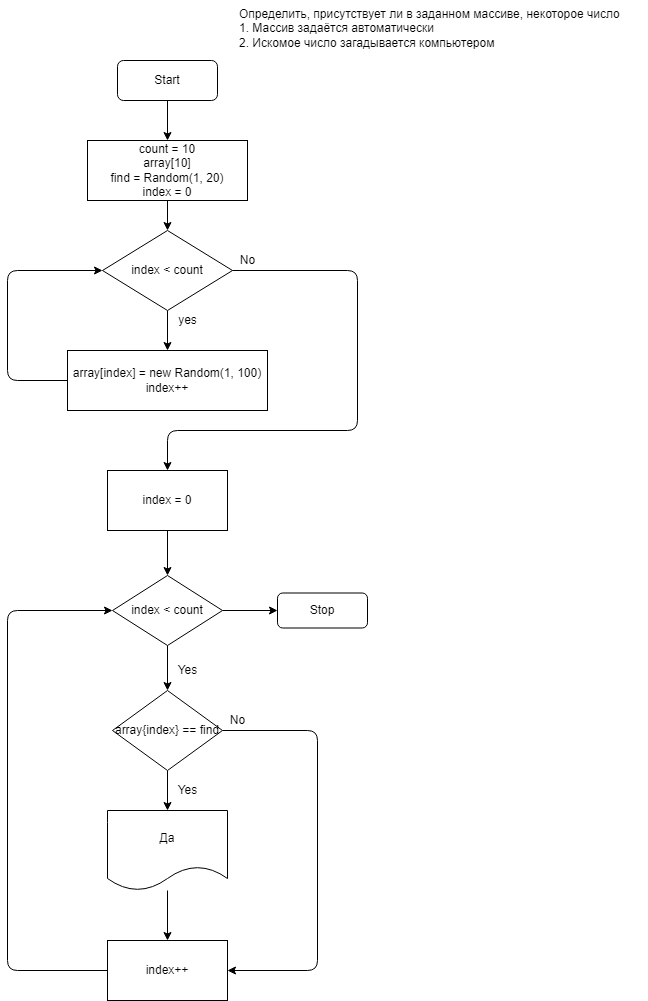 Определить, присутствует ли в заданном массиве, некоторое число
1. Массив задаётся автоматически
2. Искомое число загадывается компьютером
Start
count = 10
array[10]
find = Random(1, 20)
index = 0
index < count
No
yes
array[index] = new Random(1, 100)
index++
index = 0
index < count
Stop
Yes
array{index} == find
No
Yes
Да
index++